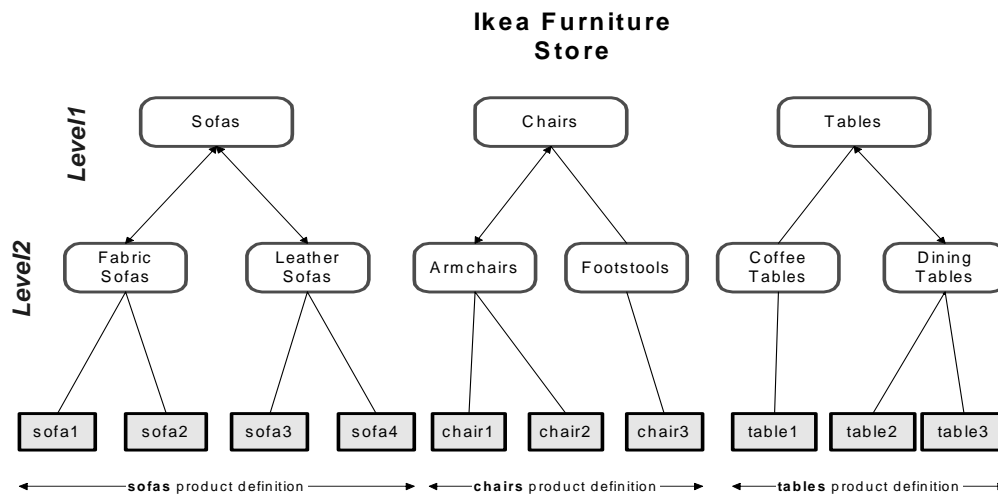 Ikea Furniture
Store
Level1
Sofas
Chairs
Tables
Level2
Fabric
Sofas
Leather
Sofas
Armchairs
Footstools
Coffee
Tables
Dining
Tables
sofa1
sofa2
sofa3
sofa4
chair1
chair2
chair3
table1
table2
table3
sofas product definition
chairs product definition
tables product definition